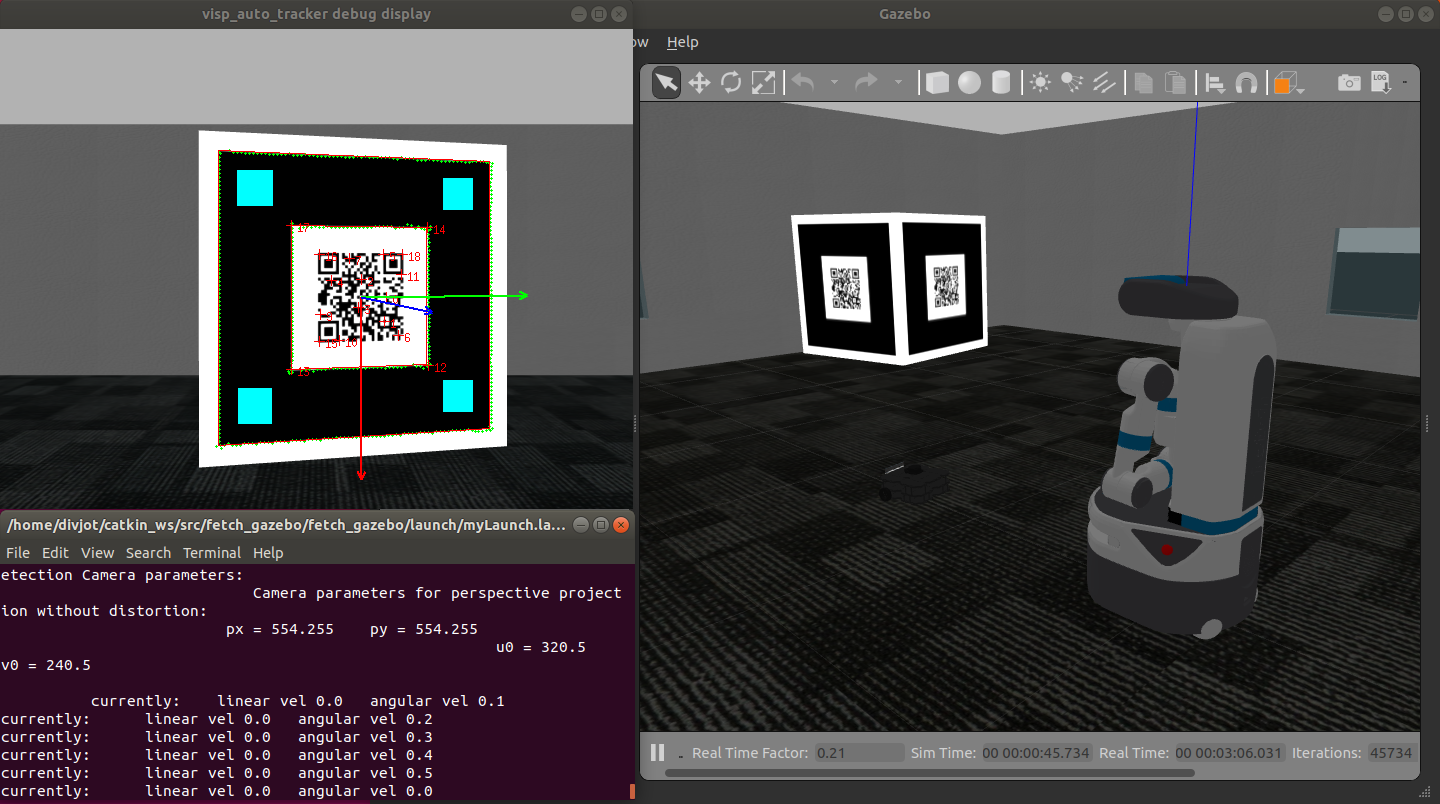 visp_auto_tracker debug display
17
14
18
11
6
15
10
13
12
/home/divjot/catkin_ws/src/fetch_gazebo/fetch_gazebo/launch/myLaunch.la...
File Edit View Search Terminal Help
etection Camera parameters:
Camera parameters for perspective project
ion without distortion:
px = 554.255 py = 554.255
u0 = 320.5
v0 = 240.5
currently: linear vel 0.0 angular vel 0.1
currently: linear vel 0.0 angular vel 0.2
currently: linear vel 0.0 angular vel 0.3
currently: linear vel 0.0 angular vel 0.4
currently: linear vel 0.0 angular vel 0.5
currently: linear vel 0.0 angular vel 0.0
Gazebo
ow Help
LOG
Real Time Factor: 0.21 Sim Time: 00 00:00:45.734 Real Time: 00 00:03:06.031 Iterations: 45734